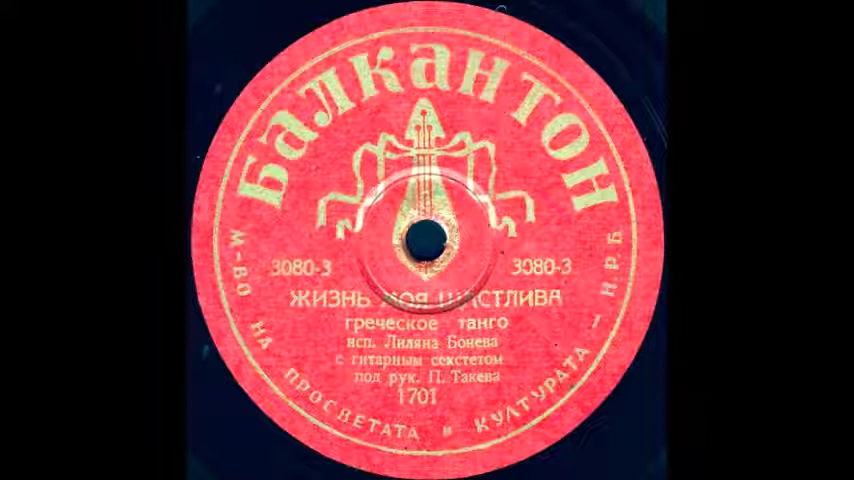 Балкантон
3080-3 3080-3
ЖИЗНЬ МОЯ ЩАСТЛИВА
греческое танго
исп. Лиляна Бонева
с гитарным секстетом
под рук. П. Такева
1701
М-ВО НА ПРОСВЕТАТА и КУЛТУРАТА – Н.Р.Б